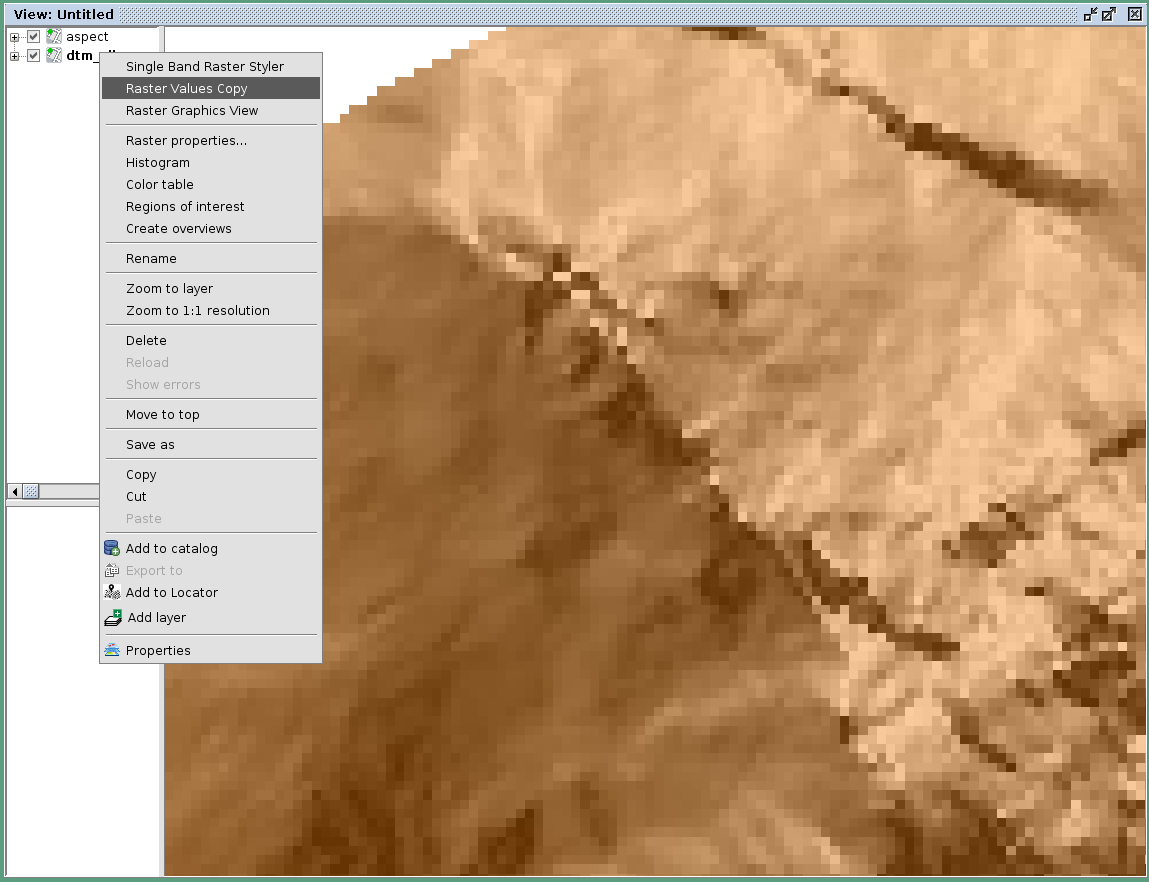 View: Untitled
aspect
Single Band Raster Styler
Raster Values Copy
Raster Graphics View
Raster properties...
Histogram
Color table
Regions of interest
Create overviews
Rename
Zoom to layer
Zoom to 1:1 resolution
Delete
Reload
Show errors
Move to top
Save as
Copy
Cut
Paste
Add to catalog
Export to
Add to Locator
Add layer
Properties